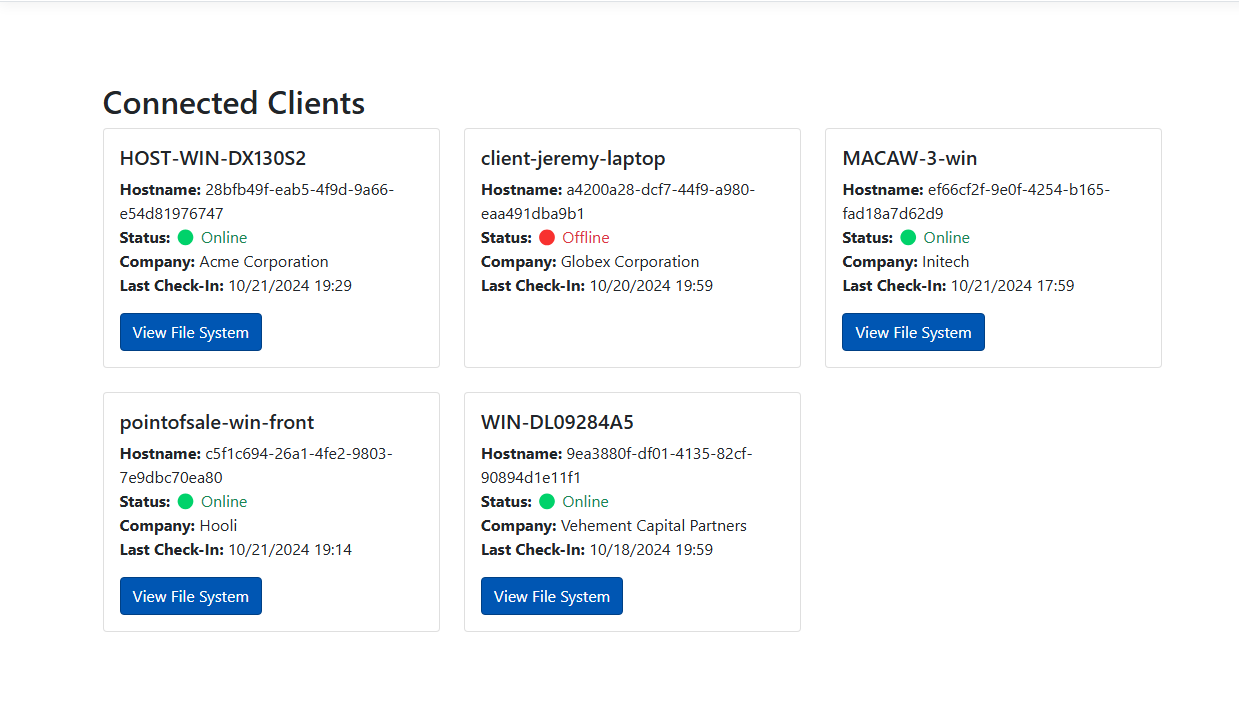 Connected Clients
HOST-WIN-DX130S2
Hostname: 28bfb49f-eab5-4f9d-9a66-
e54d81976747
Status: Online
Company: Acme Corporation
Last Check-In: 10/21/2024 19:29
View File System
client-jeremy-laptop
Hostname: a4200a28-dcf7-44f9-a980-
eaa491dba9b1
Status: Offline
Company: Globex Corporation
Last Check-In: 10/20/2024 19:59
MACAW-3-win
Hostname: ef66cf2f-9e0f-4254-b165-
fad18a7d62d9
Status: Online
Company: Initech
Last Check-In: 10/21/2024 17:59
View File System
pointofsale-win-front
Hostname: c5f1c694-26a1-4fe2-9803-
7e9dbc70ea80
Status: Online
Company: Hooli
Last Check-In: 10/21/2024 19:14
View File System
WIN-DL09284A5
Hostname: 9ea3880f-df01-4135-82cf-
90894d1e11f1
Status: Online
Company: Vehement Capital Partners
Last Check-In: 10/18/2024 19:59
View File System